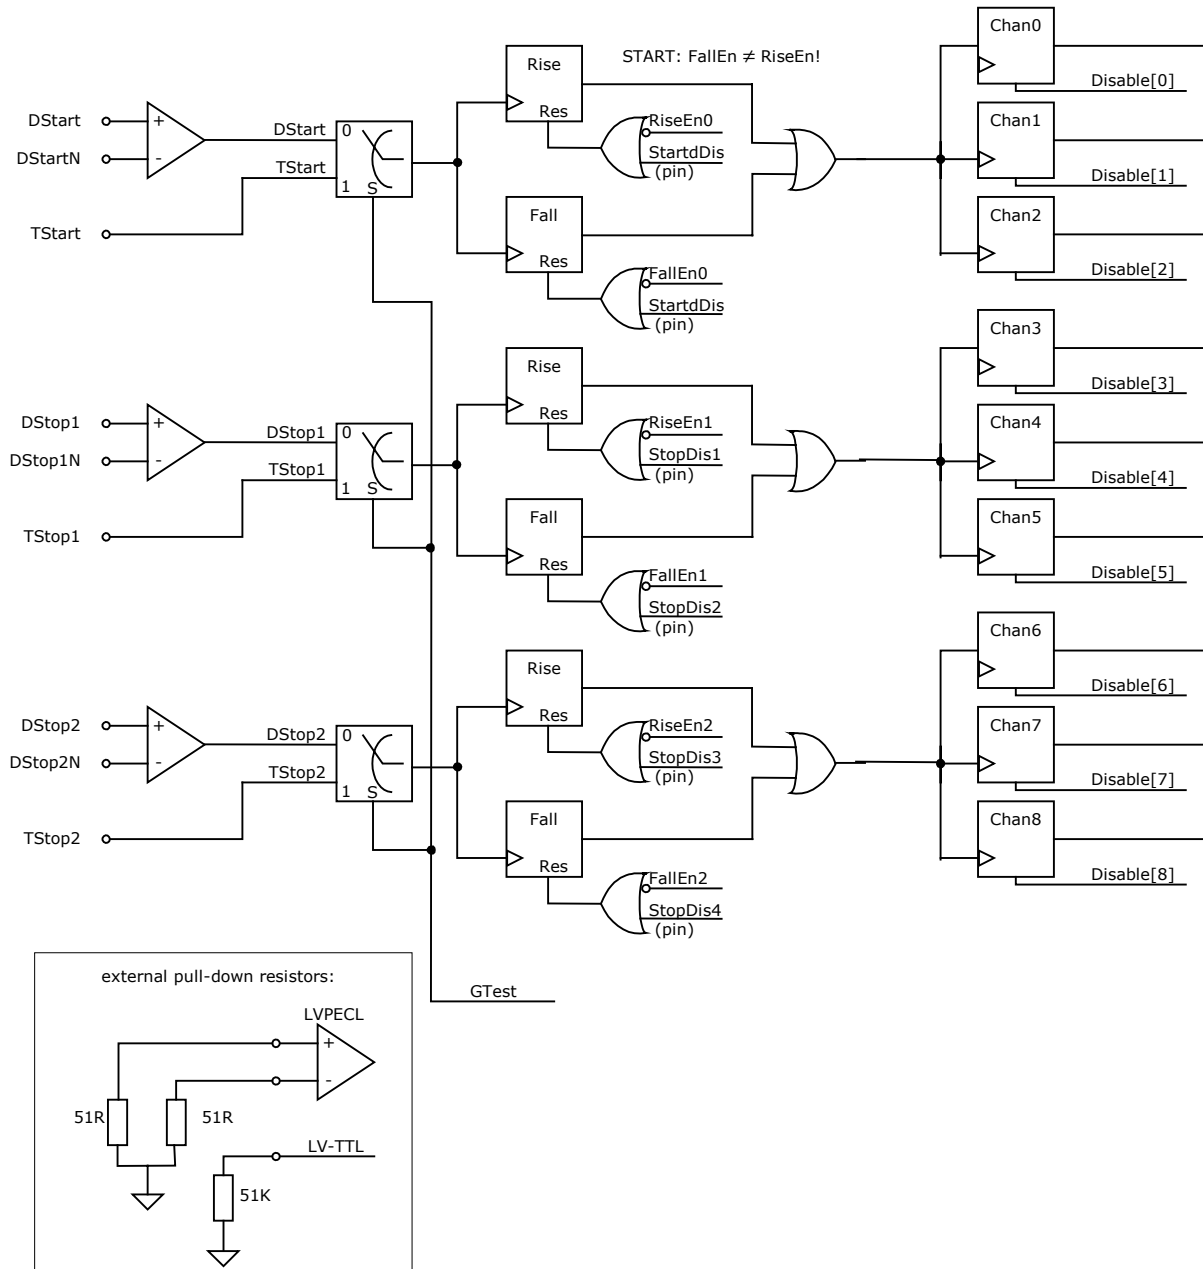 Chan0
Rise
START: FallEn ≠ RiseEn!
Res
Disable[0]
DStart
+
DStart
0
RiseEn0
Chan1
DStartN
-
TStart
StartdDis
1
S
(pin)
Disable[1]
TStart
Fall
Chan2
Res
FallEn0
Disable[2]
StartdDis
(pin)
Chan3
Rise
Res
Disable[3]
DStop1
+
DStop1
0
RiseEn1
Chan4
DStop1N
-
TStop1
StopDis1
1
S
(pin)
Disable[4]
TStop1
Fall
Chan5
Res
FallEn1
Disable[5]
StopDis2
(pin)
Chan6
Rise
Res
Disable[6]
DStop2
+
DStop2
0
RiseEn2
Chan7
DStop2N
-
TStop2
StopDis3
1
S
(pin)
Disable[7]
TStop2
Fall
Chan8
Res
FallEn2
Disable[8]
StopDis4
(pin)
external pull-down resistors:
GTest
LVPECL
+
-
51R
51R
LV-TTL
51K